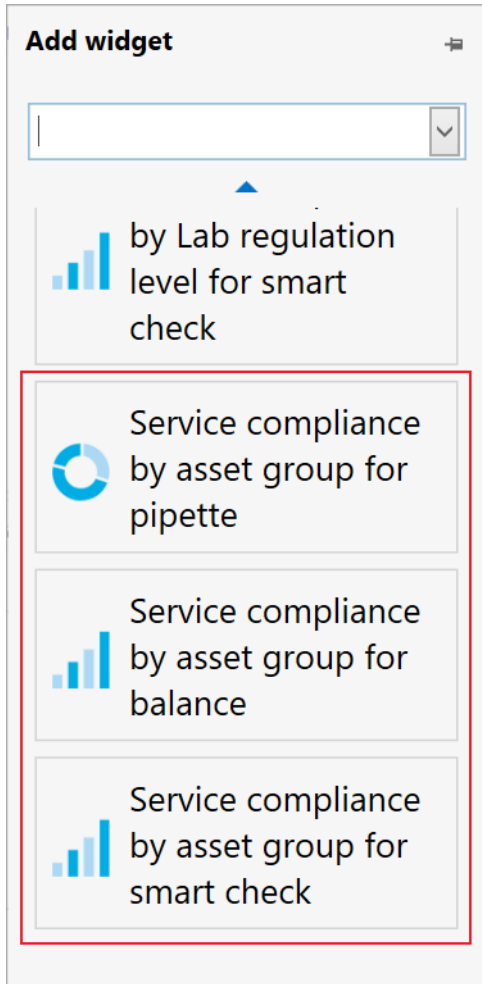 Add widget
by Lab regulation
level for smart
check
Service compliance
by asset group for
pipette
Service compliance
by asset group for
balance
Service compliance
by asset group for
smart check